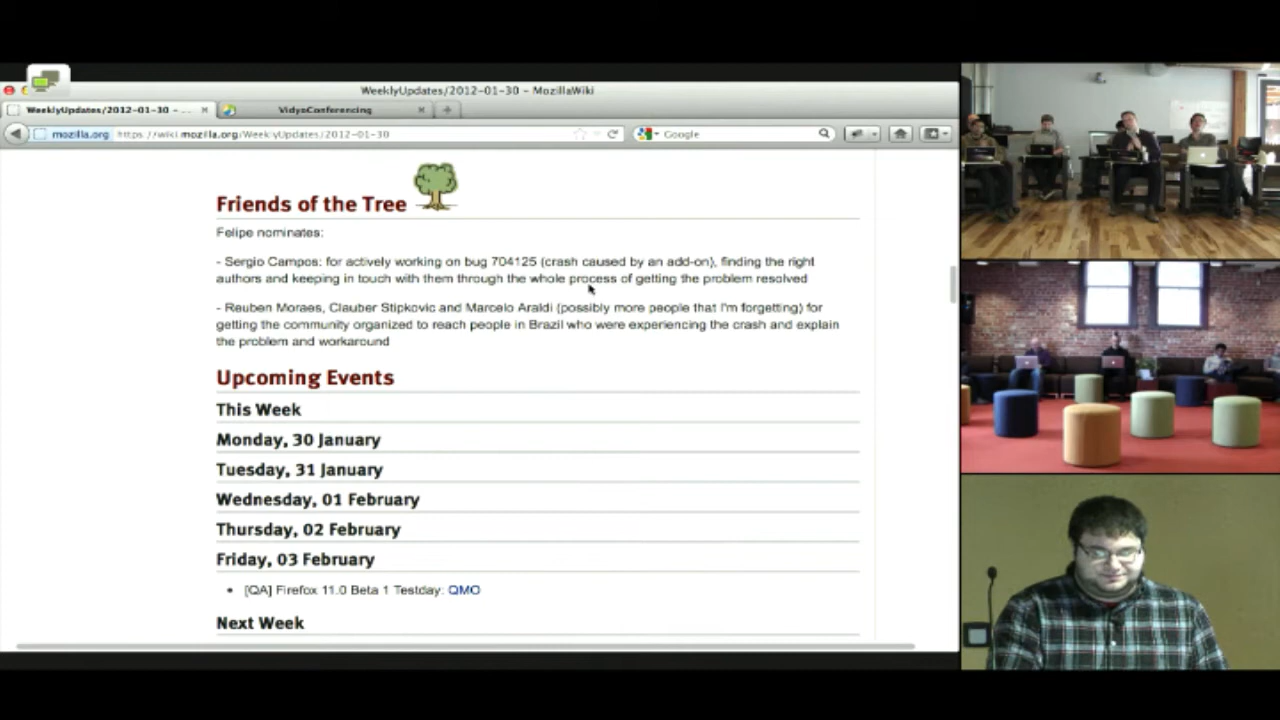 WeeklyUpdates/2012-01-30 – MozillaWiki
WeeklyUpdates/2012-01-30 – ...
VidyoConferencing
mozilla.org https://wiki.mozilla.org/WeeklyUpdates/2012-01-30
Google
Friends of the Tree
Felipe nominates:
- Sergio Campos: for actively working on bug 704125 (crash caused by an add-on), finding the right
authors and keeping in touch with them through the whole process of getting the problem resolved
- Reuben Moraes, Clauber Stipkovic and Marcelo Araldi (possibly more people that I'm forgetting) for
getting the community organized to reach people in Brazil who were experiencing the crash and explain
the problem and workaround
Upcoming Events
This Week
Monday, 30 January
Tuesday, 31 January
Wednesday, 01 February
Thursday, 02 February
Friday, 03 February
• [QA] Firefox 11.0 Beta 1 Testday: QMO
Next Week